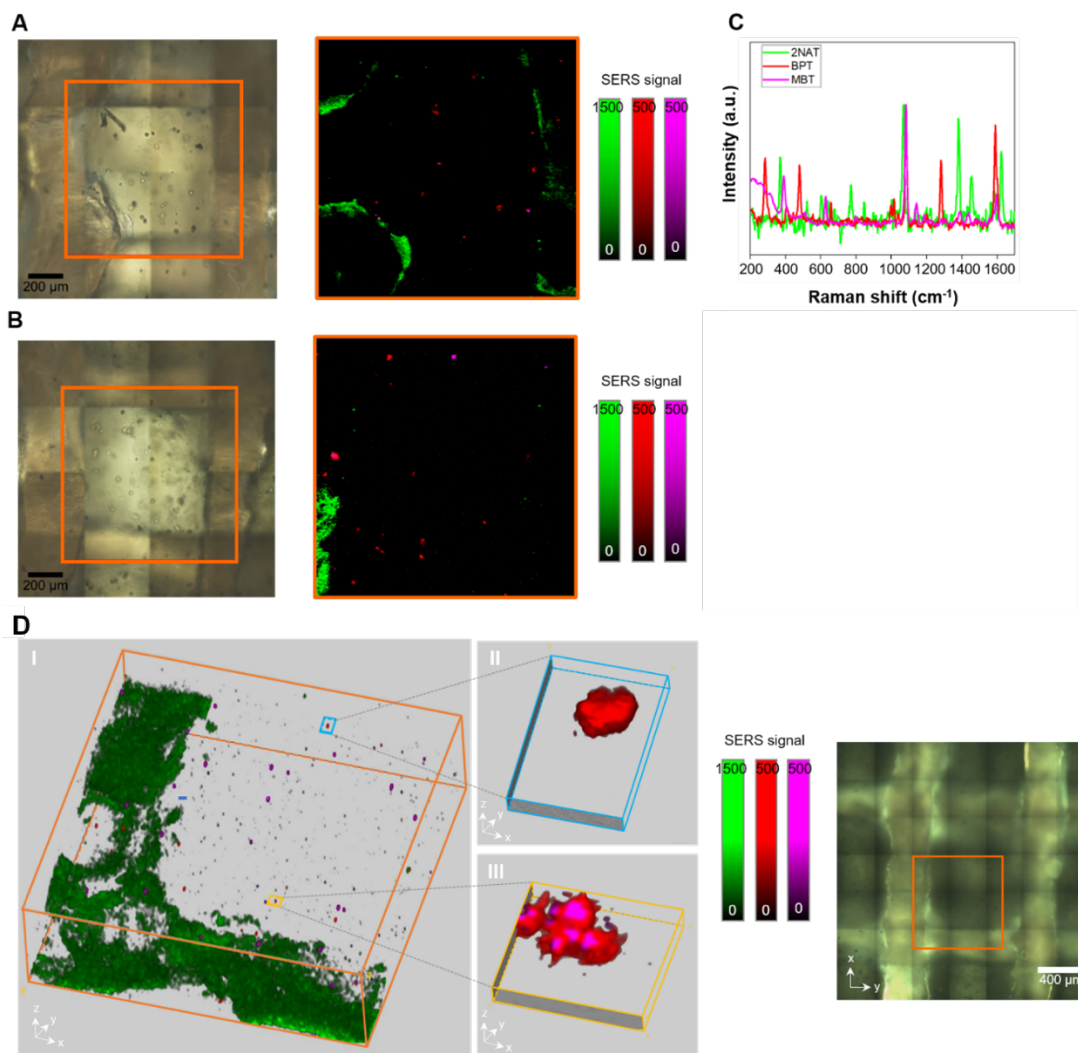 A
200 µm
SERS signal
1500 500 500
0 0 0
C
2NAT
BPT
MBT
Intensity (a.u.)
200 400 600 800 1000 1200 1400 1600
Raman shift (cm⁻¹)
B
200 µm
SERS signal
1500 500 500
0 0 0
D
I
z
y
x
II
z
y
x
III
z
y
x
SERS signal
1500 500 500
0 0 0
x
y
400 µm